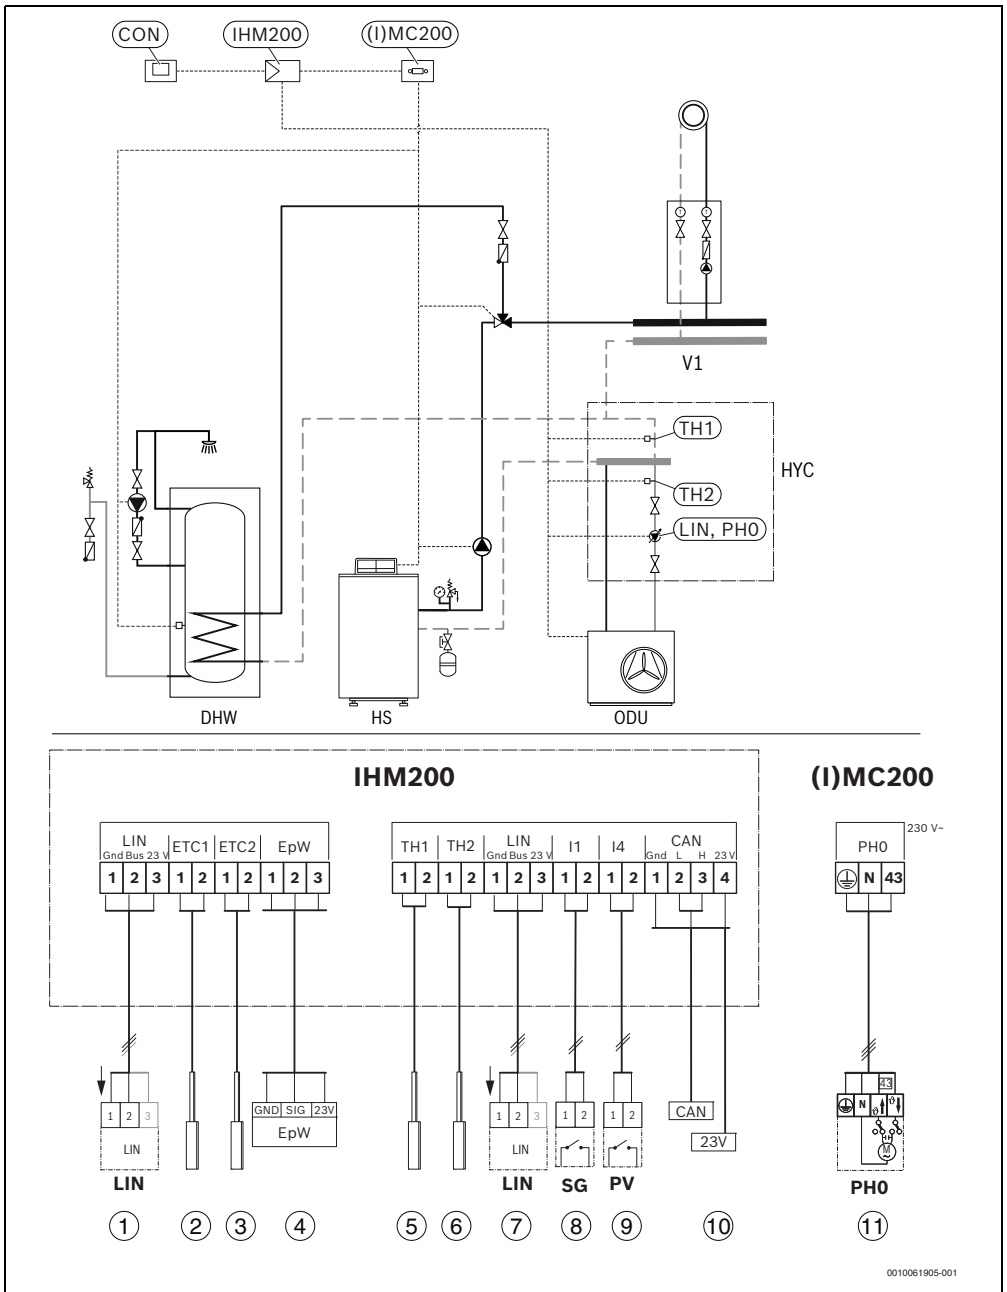 CON IHM200 (I)MC200
T T
V1
TH1
HYC
TH2
LIN, PH0
DHW HS ODU
IHM200 (I)MC200
230 V~
LIN ETC1 ETC2 EpW TH1 TH2 LIN I1 I4 CAN PH0
Gnd Bus 23 V Gnd Bus 23 V Gnd L H 23 V
1 2 3 1 2 1 2 1 2 3 1 2 1 2 1 2 3 1 2 1 2 1 2 3 4 N 43
43
1 2 3 GND SIG 23V 1 2 3 1 2 1 2 CAN N
LIN EpW LIN 23V M
LIN LIN SG PV PH0
1 2 3 4 5 6 7 8 9 10 11
0010061905-001